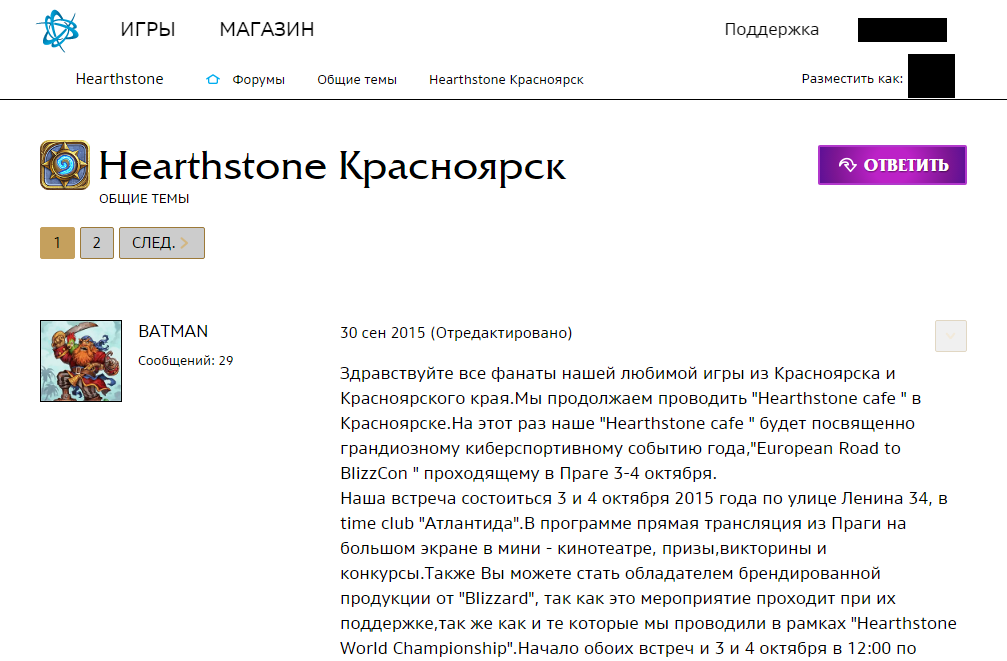 ИГРЫ МАГАЗИН Поддержка
Hearthstone Форумы Общие темы Hearthstone Красноярск Разместить как:
Hearthstone Красноярск
ОТВЕТИТЬ
ОБЩИЕ ТЕМЫ
1 2 СЛЕД.
BATMAN
Сообщений: 29
30 сен 2015 (Отредактировано)
Здравствуйте все фанаты нашей любимой игры из Красноярска и
Красноярского края.Мы продолжаем проводить "Hearthstone cafe " в
Красноярске.На этот раз наше "Hearthstone cafe " будет посвященно
грандиозному киберспортивному событию года,"European Road to
BlizzCon " проходящему в Праге 3-4 октября.
Наша встреча состоиться 3 и 4 октября 2015 года по улице Ленина 34, в
time club "Атлантида".В программе прямая трансляция из Праги на
большом экране в мини - кинотеатре, призы,викторины и
конкурсы.Также Вы можете стать обладателем брендированной
продукции от "Blizzard", так как это мероприятие проходит при их
поддержке,так же как и те которые мы проводили в рамках "Hearthstone
World Championship".Начало обоих встреч и 3 и 4 октября в 12:00 по